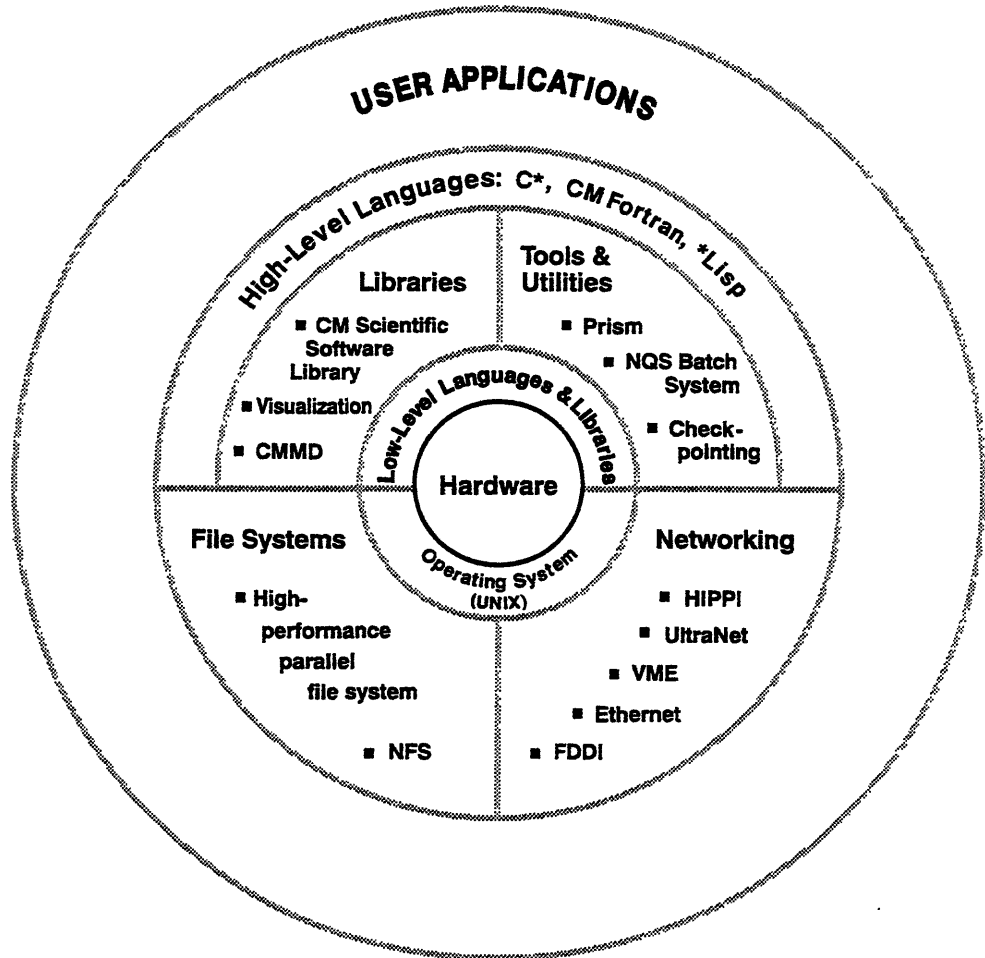 USER APPLICATIONS
High-Level Languages: C*, CM Fortran, *Lisp
Libraries
■ CM Scientific
Software
Library
■ Visualization
■ CMMD
Tools &
Utilities
■ Prism
■ NQS Batch
System
■ Check-
pointing
Low-Level Languages & Libraries
Hardware
Operating System
(UNIX)
File Systems
■ High-
performance
parallel
file system
■ NFS
Networking
■ HIPPI
■ UltraNet
■ VME
■ Ethernet
■ FDDI